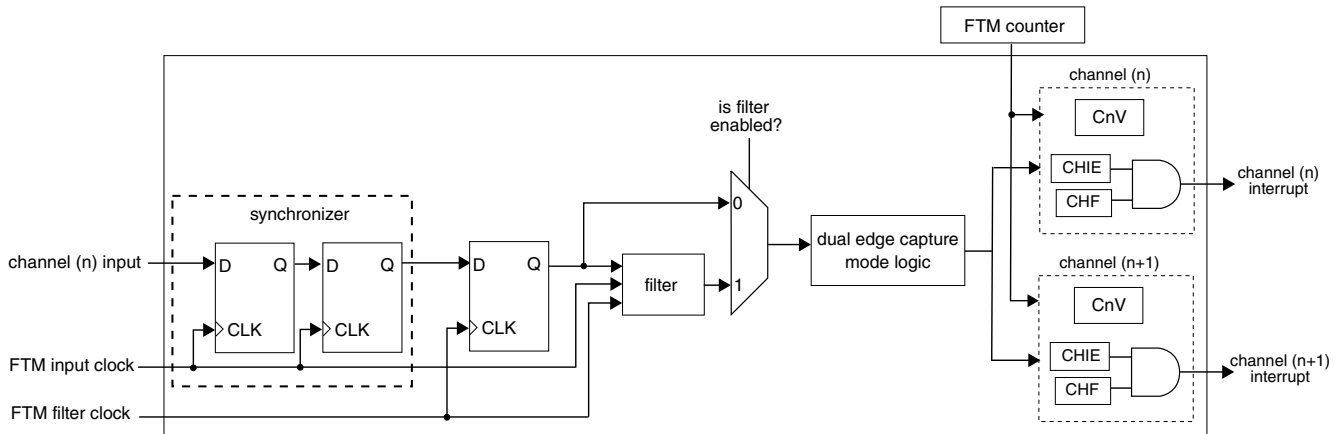 FTM counter
channel (n)
CnV
is filter
enabled?
CHIE
CHF
channel (n)
interrupt
0
synchronizer
dual edge capture
mode logic
channel (n) input
D Q
D Q
D Q
filter
1
channel (n+1)
CnV
CLK
CLK
CLK
FTM input clock
CHIE
CHF
channel (n+1)
interrupt
FTM filter clock